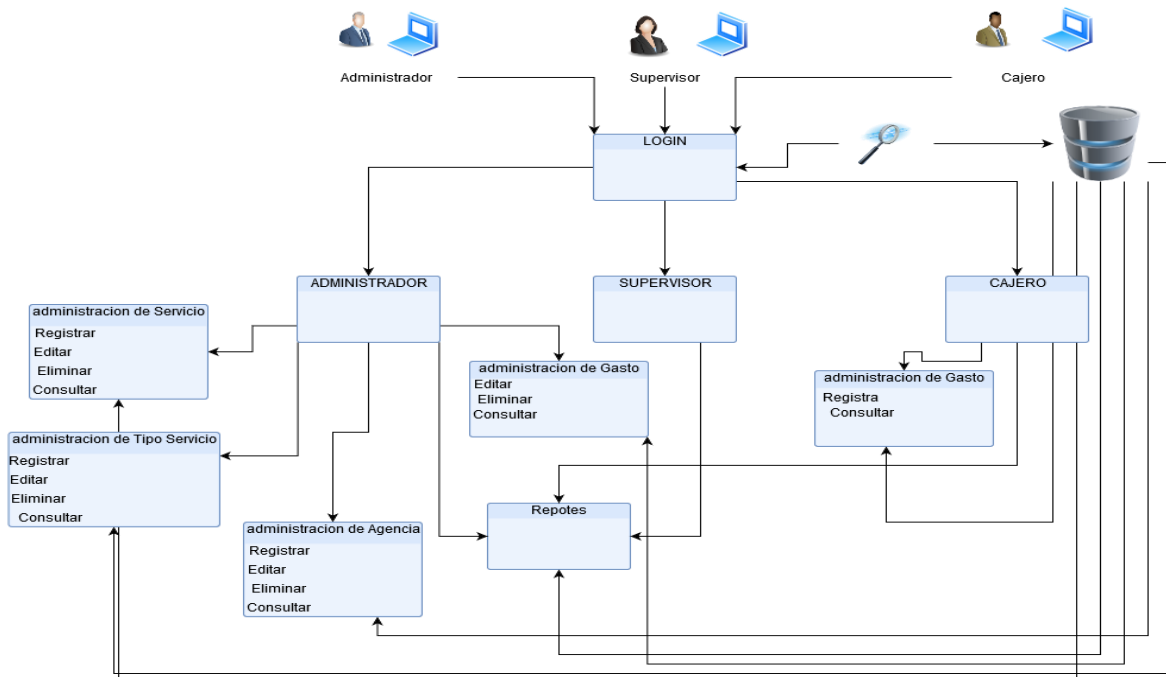 Administrador
Supervisor
Cajero
LOGIN
ADMINISTRADOR
SUPERVISOR
CAJERO
administracion de Servicio
Registrar
Editar
Eliminar
Consultar
administracion de Gasto
Editar
Eliminar
Consultar
administracion de Gasto
Registra
Consultar
administracion de Tipo Servicio
Registrar
Editar
Eliminar
Consultar
Repotes
administracion de Agencia
Registrar
Editar
Eliminar
Consultar